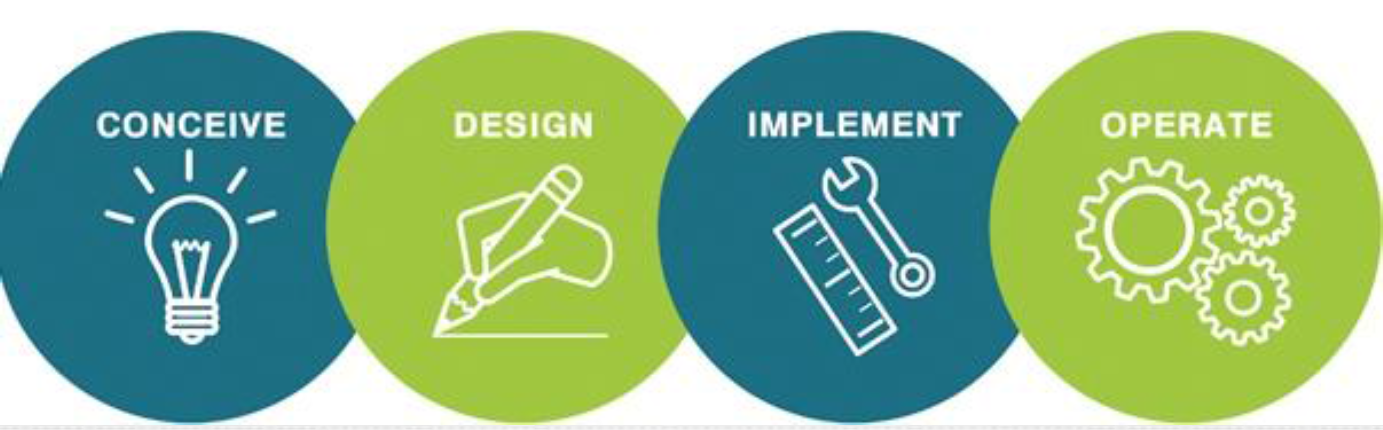 CONCEIVE
DESIGN
IMPLEMENT
OPERATE